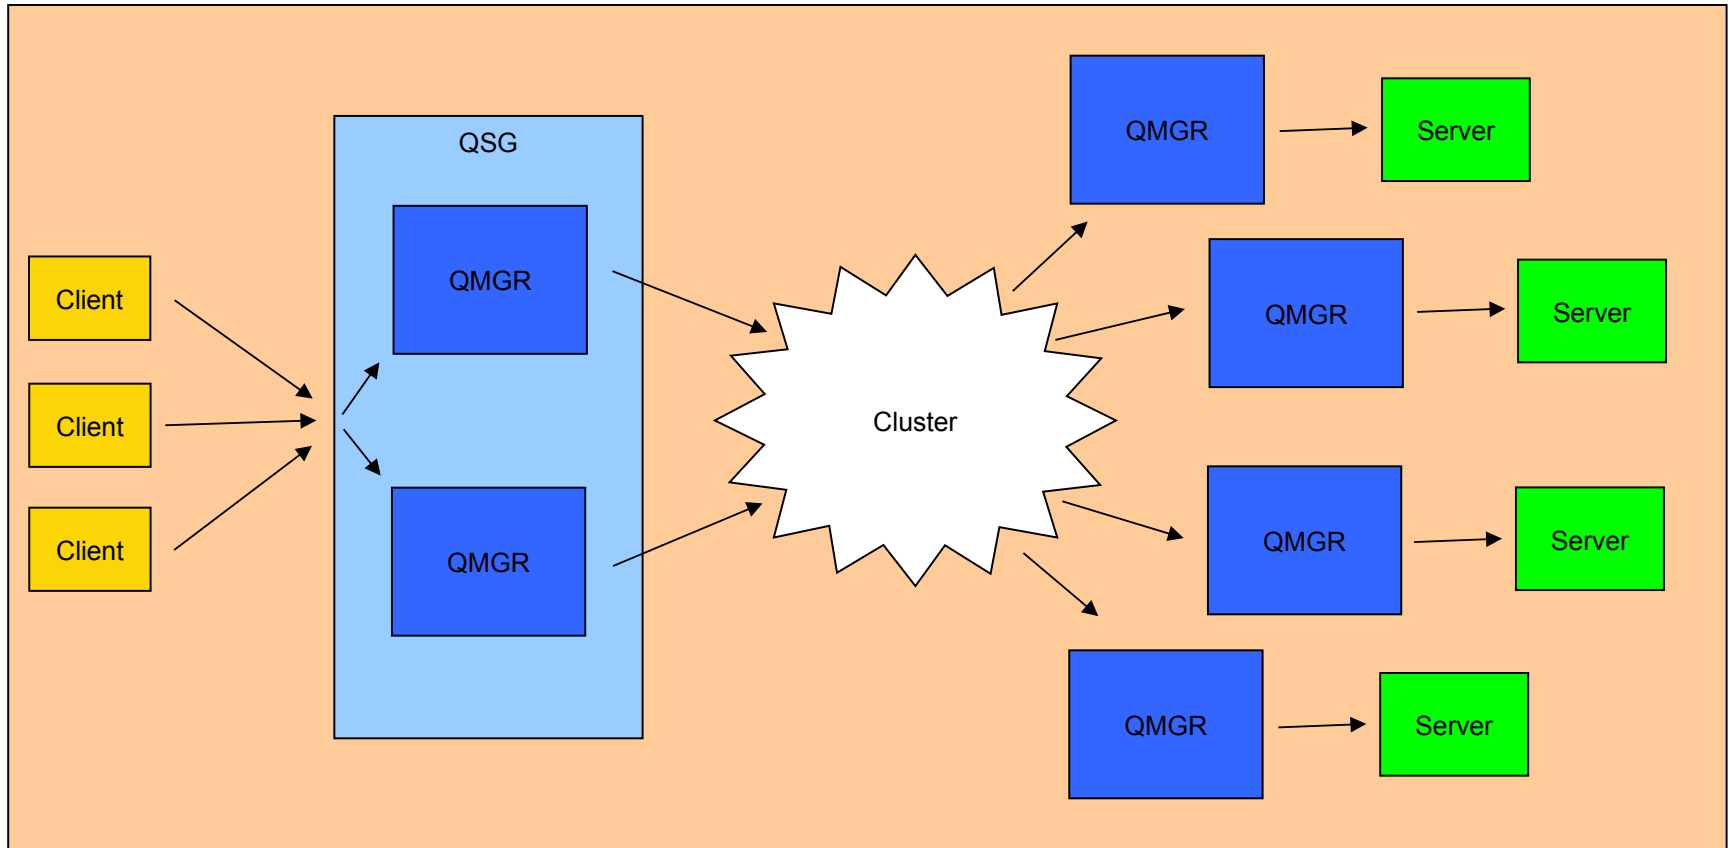 QSG
QMGR
QMGR
Client
Client
Client
Cluster
QMGR
Server
QMGR
Server
QMGR
Server
QMGR
Server